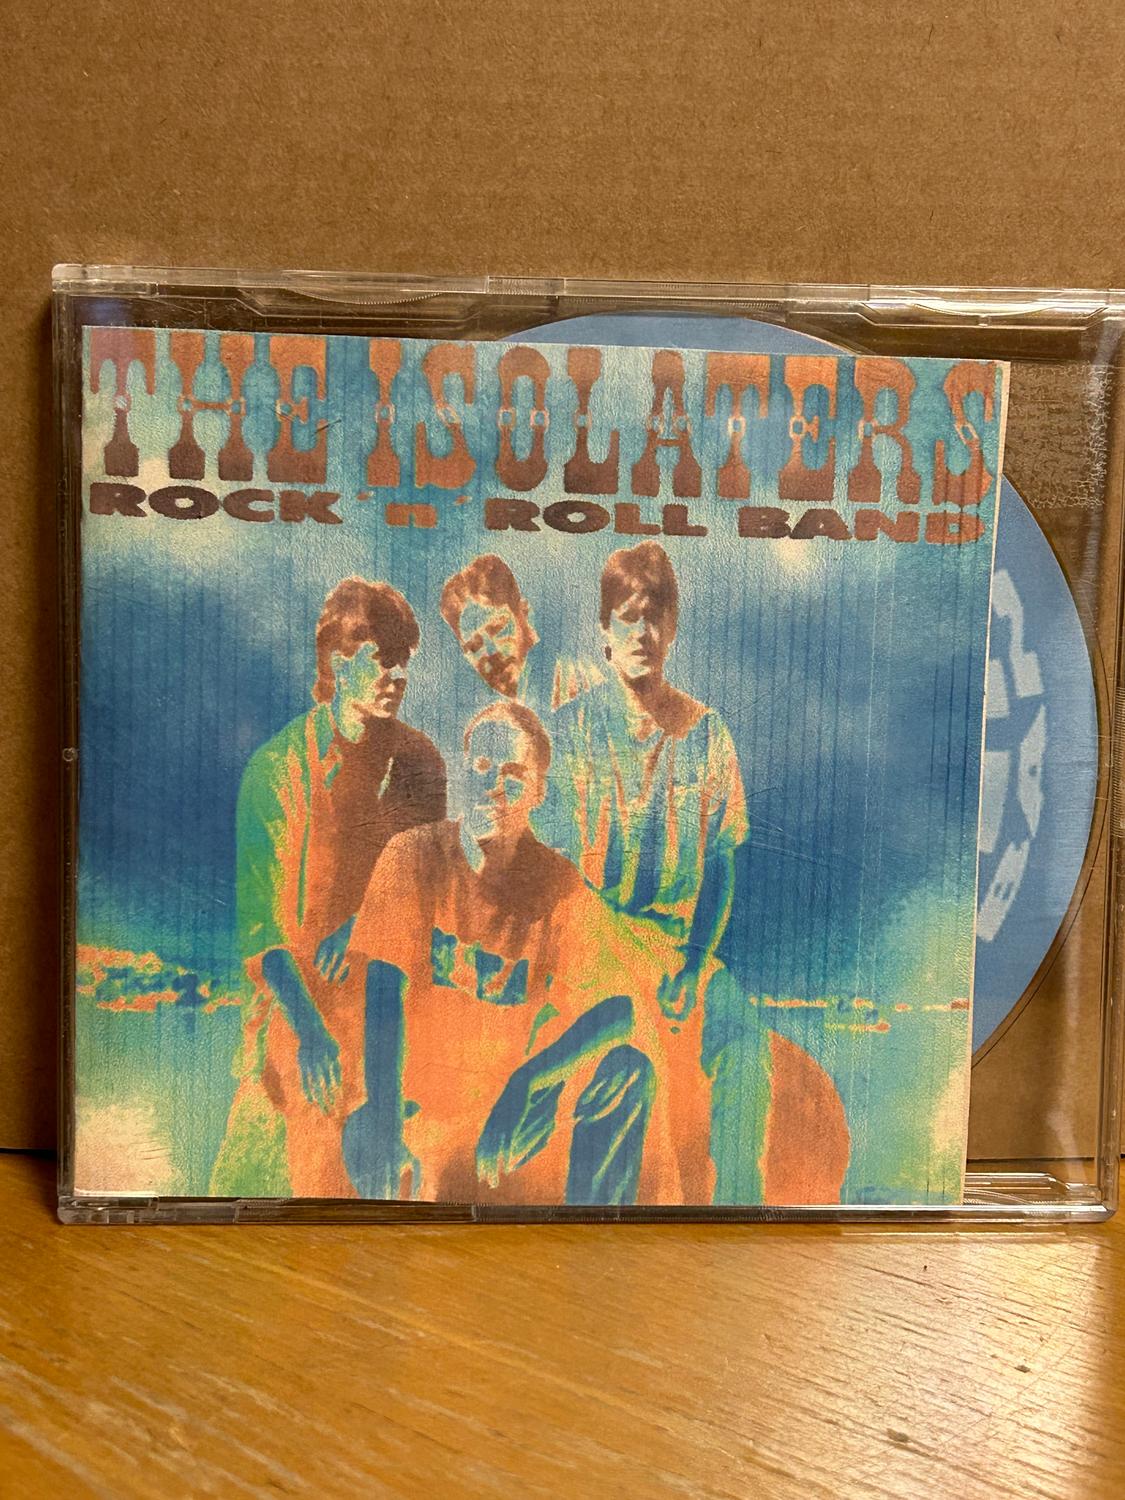 THE ISOLATERS
ROCK 'n' ROLL BAND